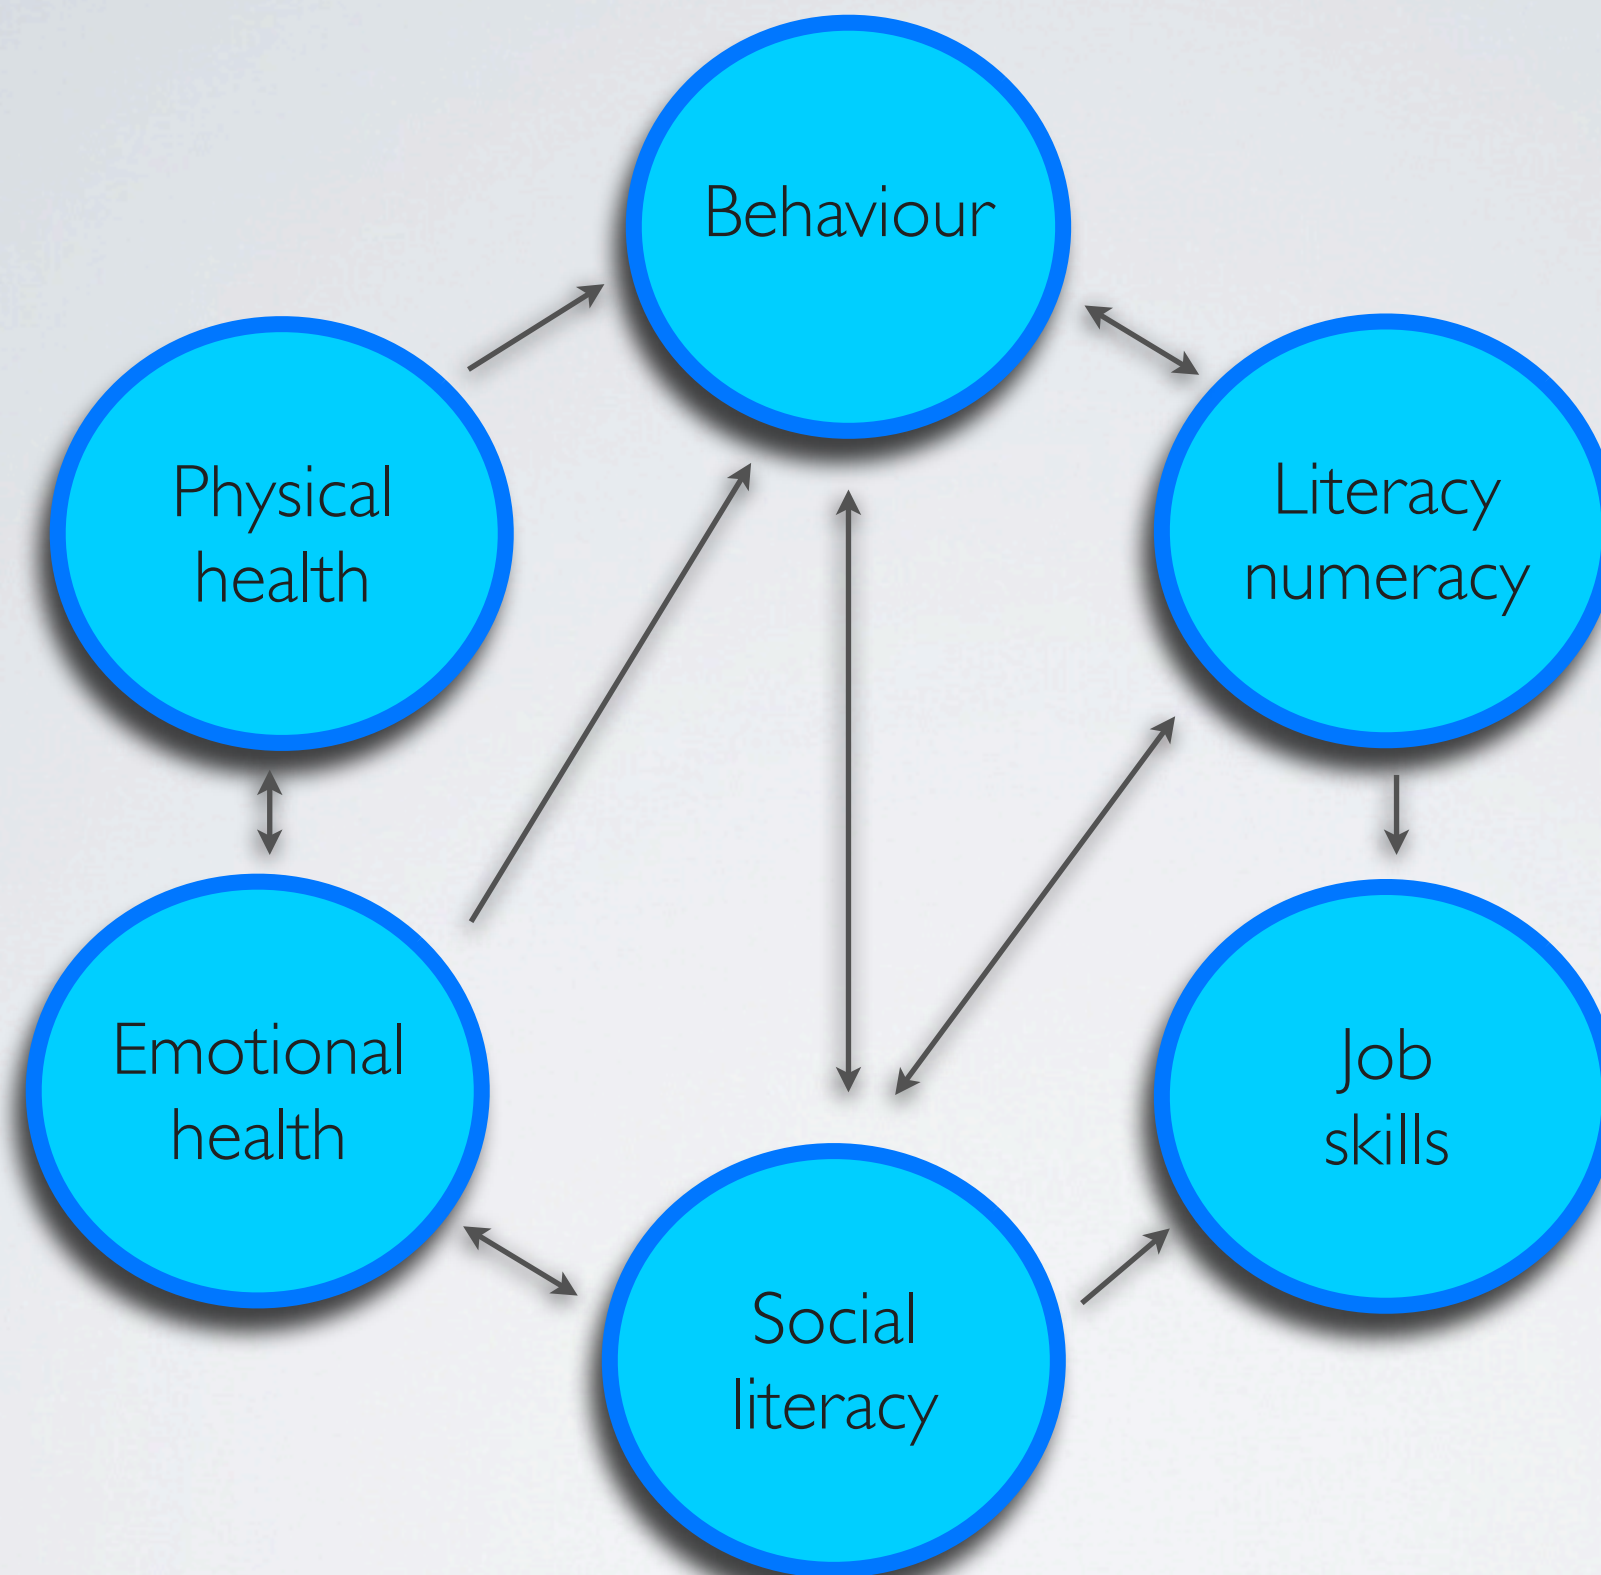 Behaviour
Physical
health
Literacy
numeracy
Emotional
health
Job
skills
Social
literacy